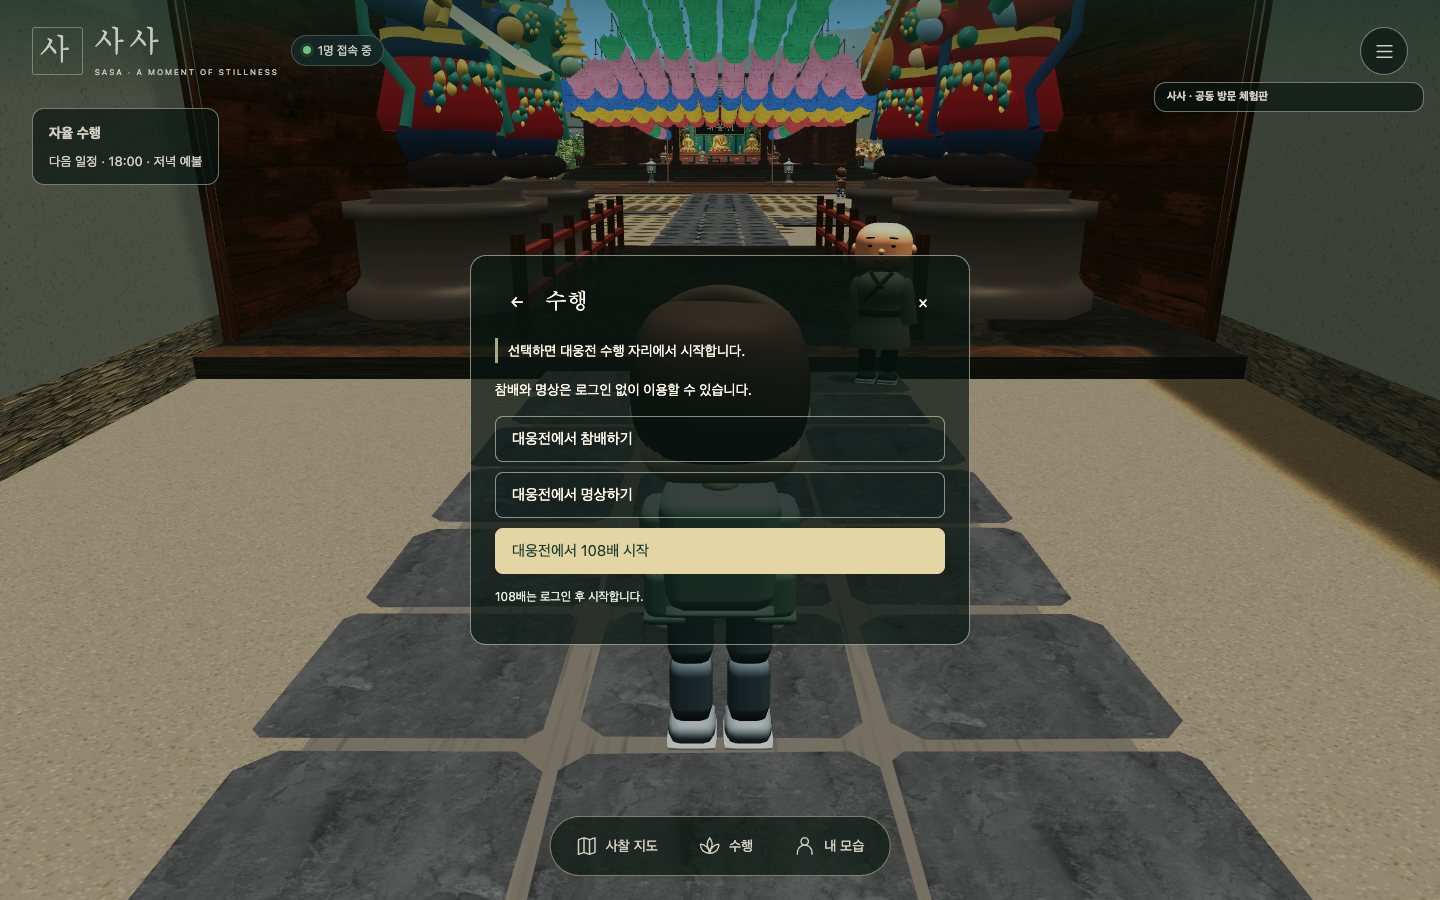 사
사사
SASA · A MOMENT OF STILLNESS
1명 접속 중
사사 · 공동 방문 체험판
자율 수행
다음 일정 · 18:00 · 저녁 예불
수행
선택하면 대웅전 수행 자리에서 시작합니다.
참배와 명상은 로그인 없이 이용할 수 있습니다.
대웅전에서 참배하기
대웅전에서 명상하기
대웅전에서 108배 시작
108배는 로그인 후 시작합니다.
사찰 지도
수행
내 모습